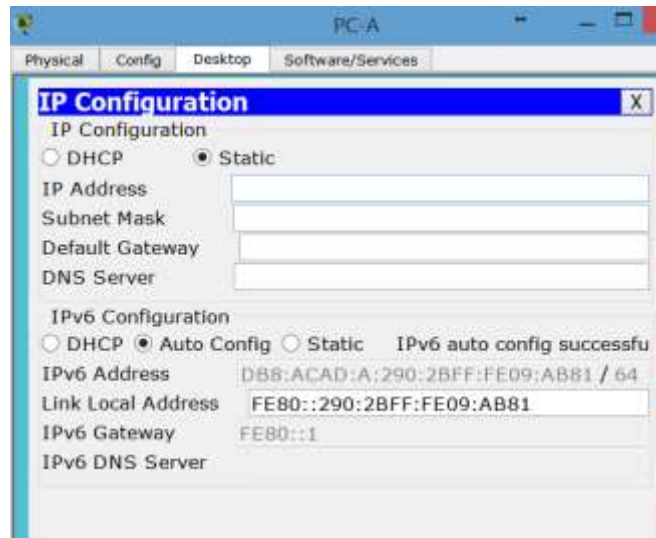 PC-A
Physical Config Desktop Software/Services
IP Configuration X
IP Configuration
DHCP Static
IP Address
Subnet Mask
Default Gateway
DNS Server
IPv6 Configuration
DHCP Auto Config Static IPv6 auto config successfu
IPv6 Address DB8:ACAD:A:290:2BFF:FE09:AB81 / 64
Link Local Address FE80::290:2BFF:FE09:AB81
IPv6 Gateway FE80::1
IPv6 DNS Server